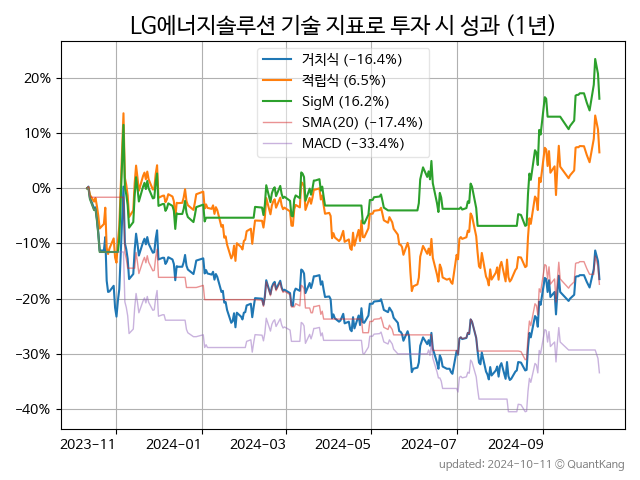 LG에너지솔루션 기술 지표로 투자 시 성과 (1년)
거치식 (−16.4%)
적립식 (6.5%)
SigM (16.2%)
SMA(20) (−17.4%)
MACD (−33.4%)
20%
10%
0%
−10%
−20%
−30%
−40%
2023-11 2024-01 2024-03 2024-05 2024-07 2024-09
updated: 2024-10-11 © QuantKang